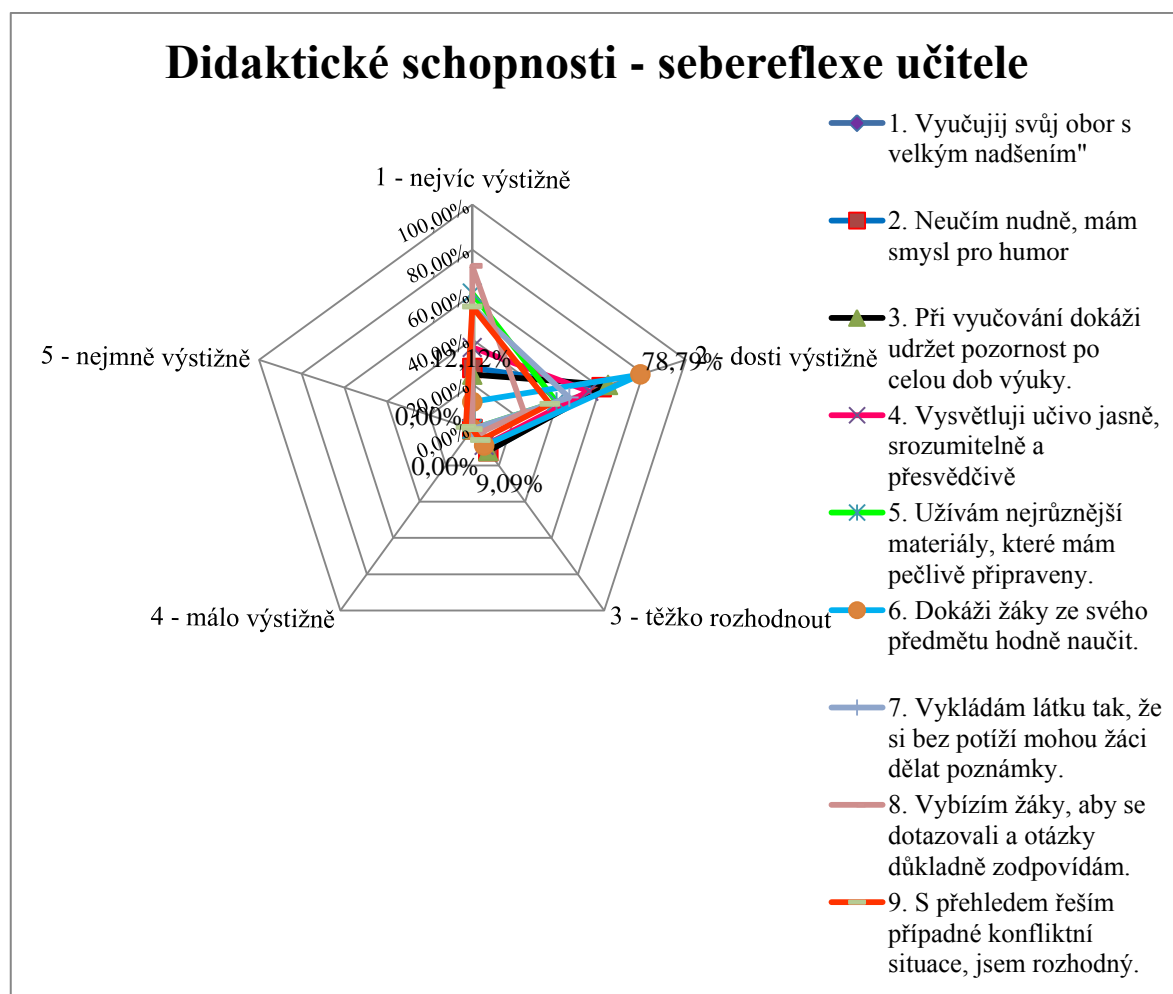 Didaktické schopnosti - sebereflexe učitele
1 - nejvíc výstižně
2 - dosti výstižně
3 - těžko rozhodnout
4 - málo výstižně
5 - nejmně výstižně
100,00%
80,00%
60,00%
40,00%
20,00%
0,00%
12,12%
78,79%
9,09%
0,00%
0,00%
1. Vyučujij svůj obor s
velkým nadšením"
2. Neučím nudně, mám
smysl pro humor
3. Při vyučování dokáži
udržet pozornost po
celou dob výuky.
4. Vysvětluji učivo jasně,
srozumitelně a
přesvědčivě
5. Užívám nejrůznější
materiály, které mám
pečlivě připraveny.
6. Dokáži žáky ze svého
předmětu hodně naučit.
7. Vykládám látku tak, že
si bez potíží mohou žáci
dělat poznámky.
8. Vybízím žáky, aby se
dotazovali a otázky
důkladně zodpovídám.
9. S přehledem řeším
případné konfliktní
situace, jsem rozhodný.